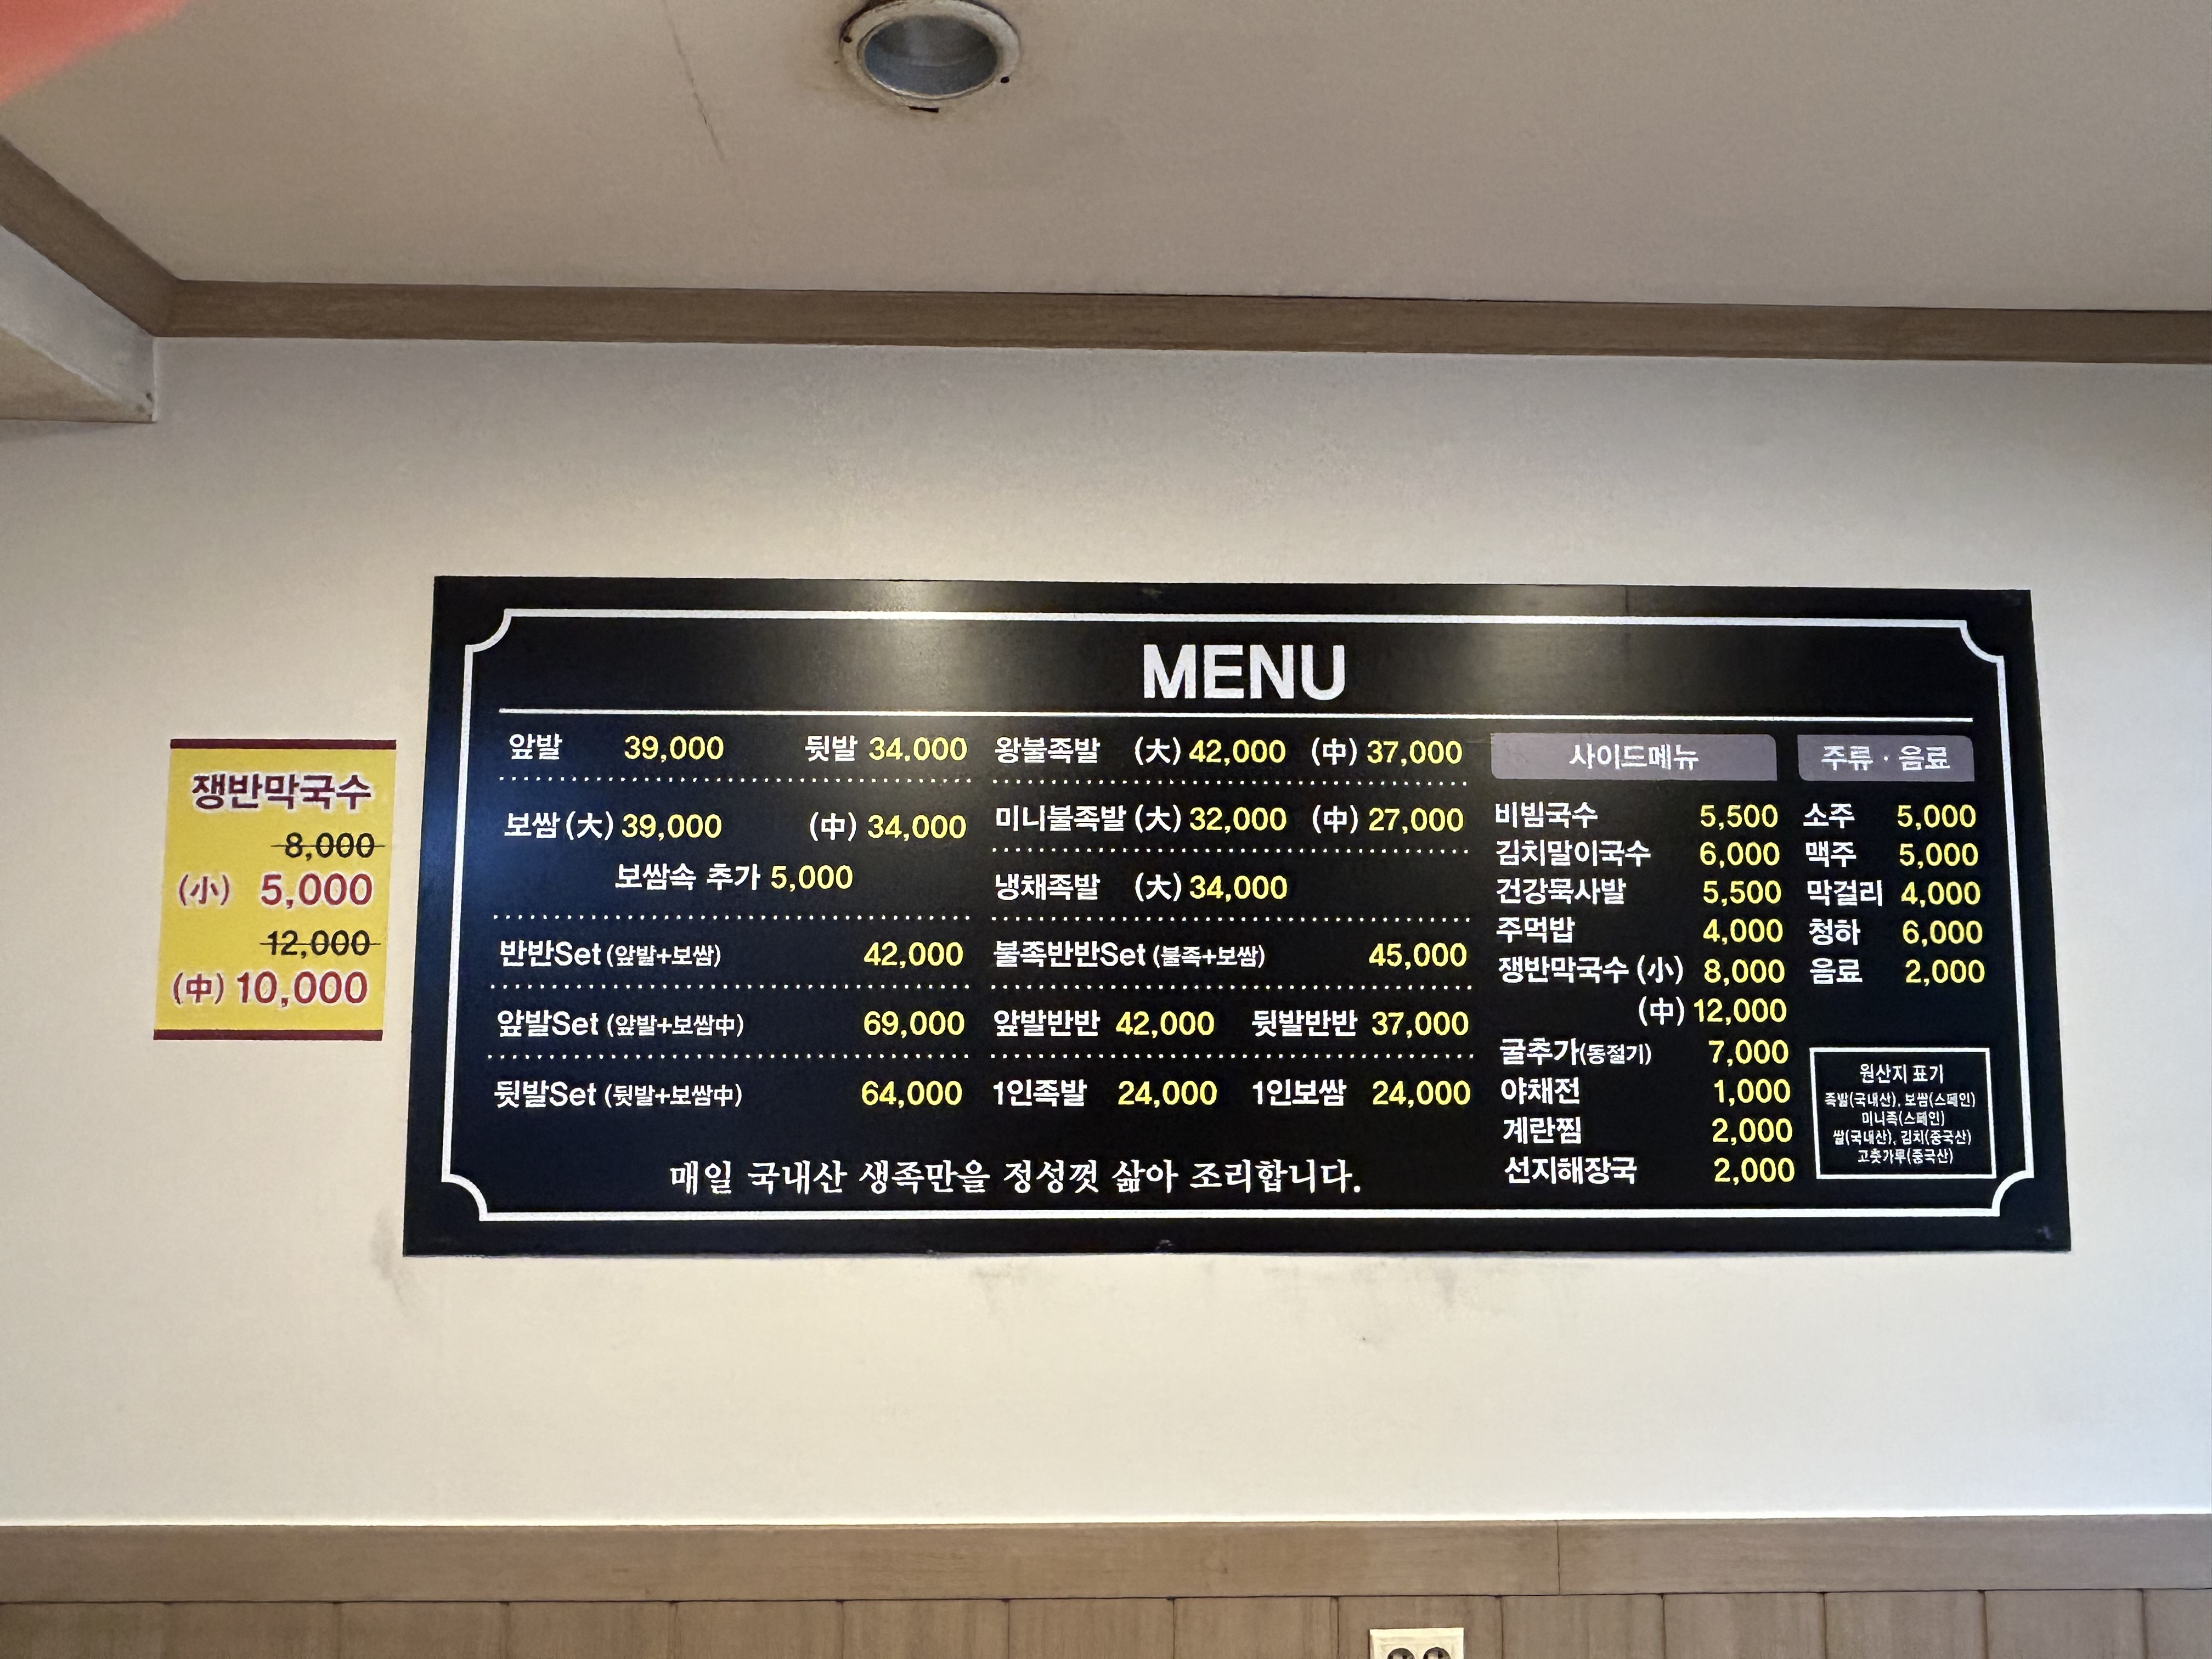 쟁반막국수
8,000
(小) 5,000
12,000
(中) 10,000
MENU
앞발 39,000 뒷발 34,000
보쌈(大) 39,000 (中) 34,000
보쌈속 추가 5,000
반반Set (앞발+보쌈) 42,000
앞발Set (앞발+보쌈中) 69,000
뒷발Set (뒷발+보쌈中) 64,000
왕불족발 (大) 42,000 (中) 37,000
미니불족발 (大) 32,000 (中) 27,000
냉채족발 (大) 34,000
불족반반Set (불족+보쌈) 45,000
앞발반반 42,000 뒷발반반 37,000
1인족발 24,000 1인보쌈 24,000
매일 국내산 생족만을 정성껏 삶아 조리합니다.
사이드메뉴
비빔국수 5,500
김치말이국수 6,000
건강묵사발 5,500
주먹밥 4,000
쟁반막국수 (小) 8,000
(中) 12,000
굴추가(동절기) 7,000
야채전 1,000
계란찜 2,000
선지해장국 2,000
주류 · 음료
소주 5,000
맥주 5,000
막걸리 4,000
청하 6,000
음료 2,000
원산지 표기
족발(국내산), 보쌈(스페인)
미니족(스페인)
쌀(국내산), 김치(중국산)
고춧가루(중국산)